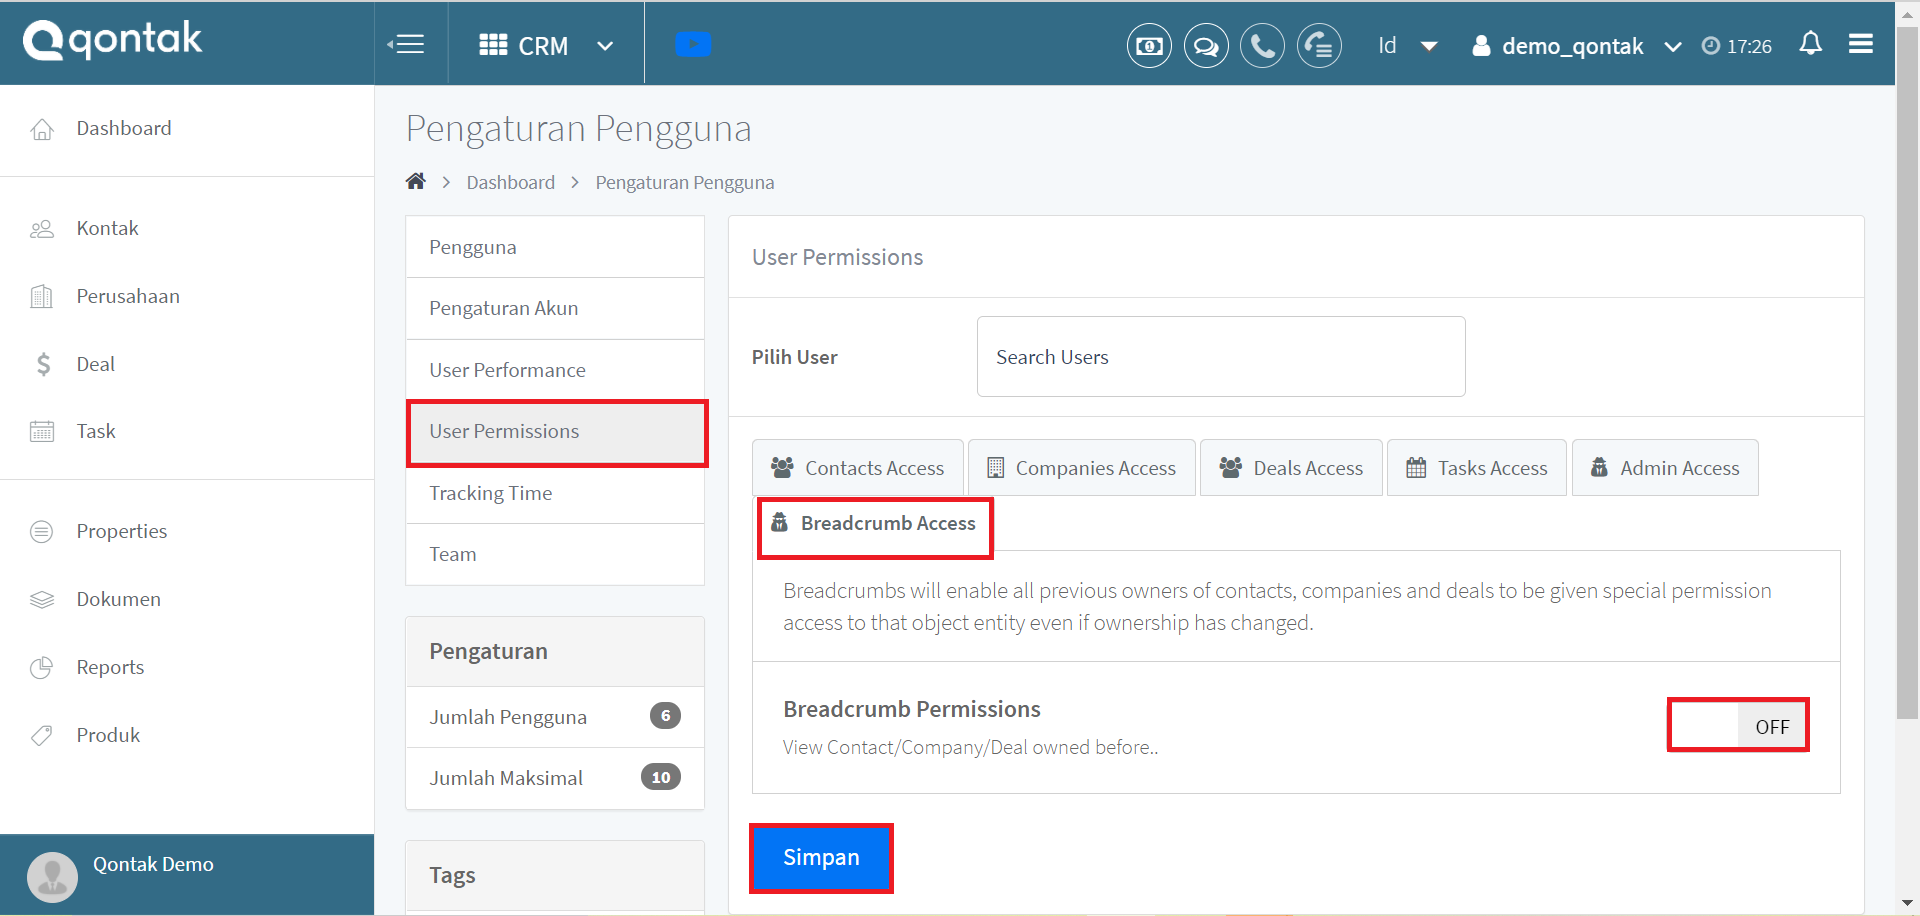 qontak
CRM
Id
demo_qontak
17:26
Dashboard
Kontak
Perusahaan
Deal
Task
Properties
Dokumen
Reports
Produk
Qontak Demo
Pengaturan Pengguna
Dashboard
Pengaturan Pengguna
Pengguna
Pengaturan Akun
User Performance
User Permissions
Tracking Time
Team
Pengaturan
Jumlah Pengguna 6
Jumlah Maksimal 10
Tags
User Permissions
Pilih User
Search Users
Contacts Access
Companies Access
Deals Access
Tasks Access
Admin Access
Breadcrumb Access
Breadcrumbs will enable all previous owners of contacts, companies and deals to be given special permission
access to that object entity even if ownership has changed.
Breadcrumb Permissions
View Contact/Company/Deal owned before..
OFF
Simpan